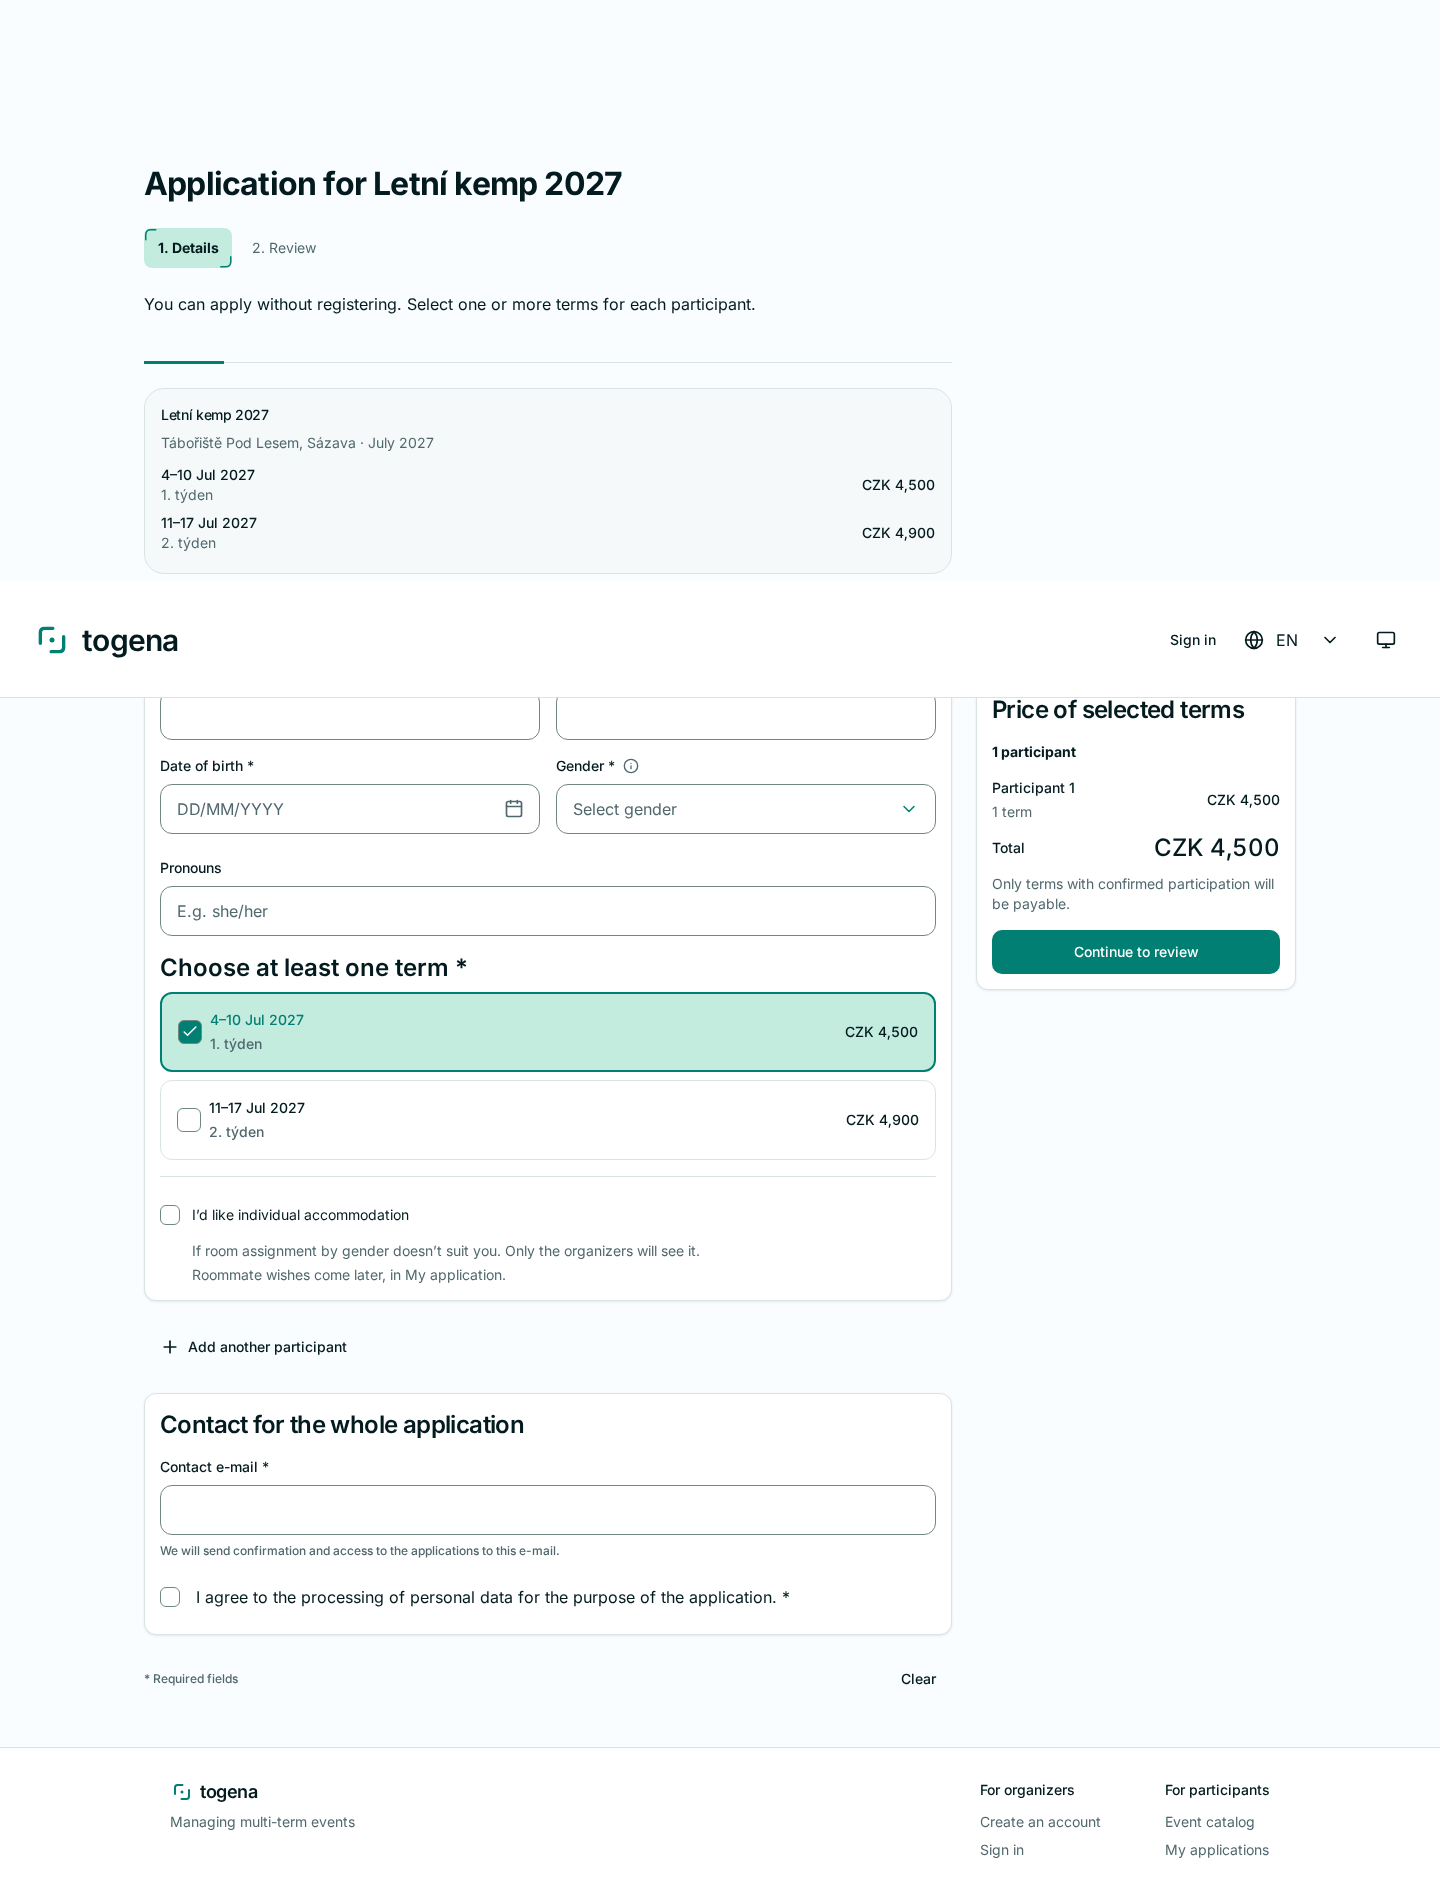 Application for Letní kemp 2027
1. Details
2. Review
You can apply without registering. Select one or more terms for each participant.
Letní kemp 2027
Tábořiště Pod Lesem, Sázava · July 2027
4–10 Jul 2027
1. týden
CZK 4,500
11–17 Jul 2027
2. týden
CZK 4,900
togena
Sign in
EN
Date of birth *
DD/MM/YYYY
Gender *
Select gender
Pronouns
E.g. she/her
Choose at least one term *
4–10 Jul 2027
1. týden
CZK 4,500
11–17 Jul 2027
2. týden
CZK 4,900
I’d like individual accommodation
If room assignment by gender doesn’t suit you. Only the organizers will see it.
Roommate wishes come later, in My application.
Add another participant
Price of selected terms
1 participant
Participant 1
1 term
CZK 4,500
Total
CZK 4,500
Only terms with confirmed participation will
be payable.
Continue to review
Contact for the whole application
Contact e-mail *
We will send confirmation and access to the applications to this e-mail.
I agree to the processing of personal data for the purpose of the application. *
* Required fields
Clear
togena
Managing multi-term events
For organizers
Create an account
Sign in
For participants
Event catalog
My applications